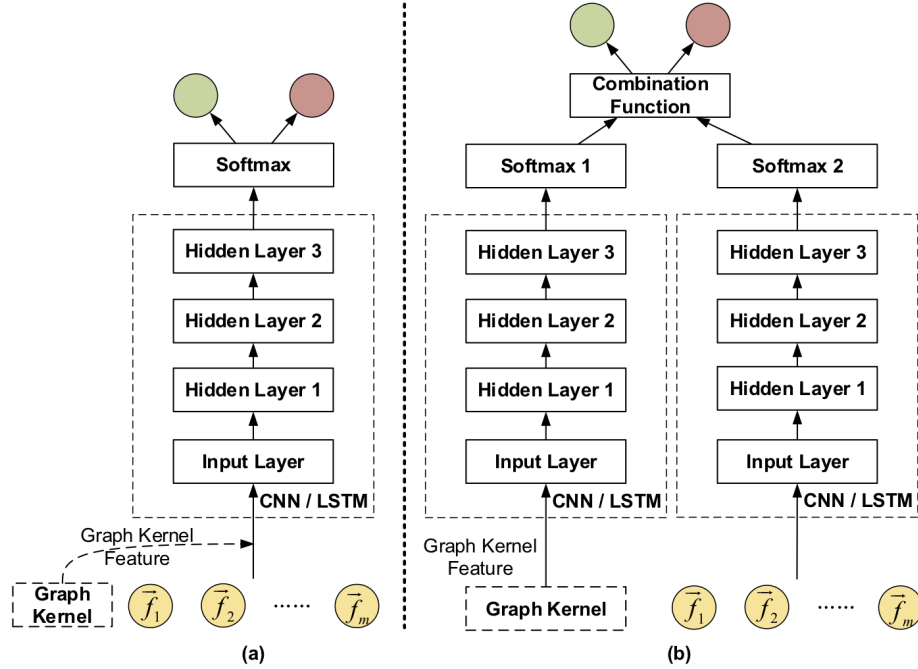 Softmax
Hidden Layer 3
Hidden Layer 2
Hidden Layer 1
Input Layer
CNN / LSTM
Graph Kernel
Feature
Graph
Kernel
f1 f2 ...... fm
(a)
Combination
Function
Softmax 1
Hidden Layer 3
Hidden Layer 2
Hidden Layer 1
Input Layer
CNN / LSTM
Graph Kernel
Feature
Graph Kernel
Softmax 2
Hidden Layer 3
Hidden Layer 2
Hidden Layer 1
Input Layer
CNN / LSTM
f1 f2 ...... fm
(b)